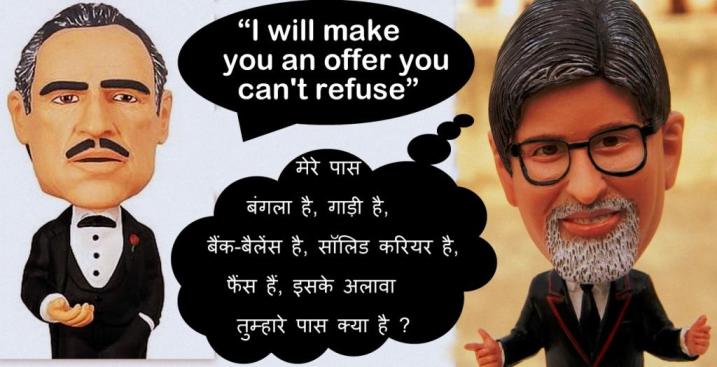 “I will make
you an offer you
can't refuse”
मेरे पास
बंगला है, गाड़ी है,
बैंक-बैलेंस है, सॉलिड करियर है,
फैंस हैं, इसके अलावा
तुम्हारे पास क्या है ?